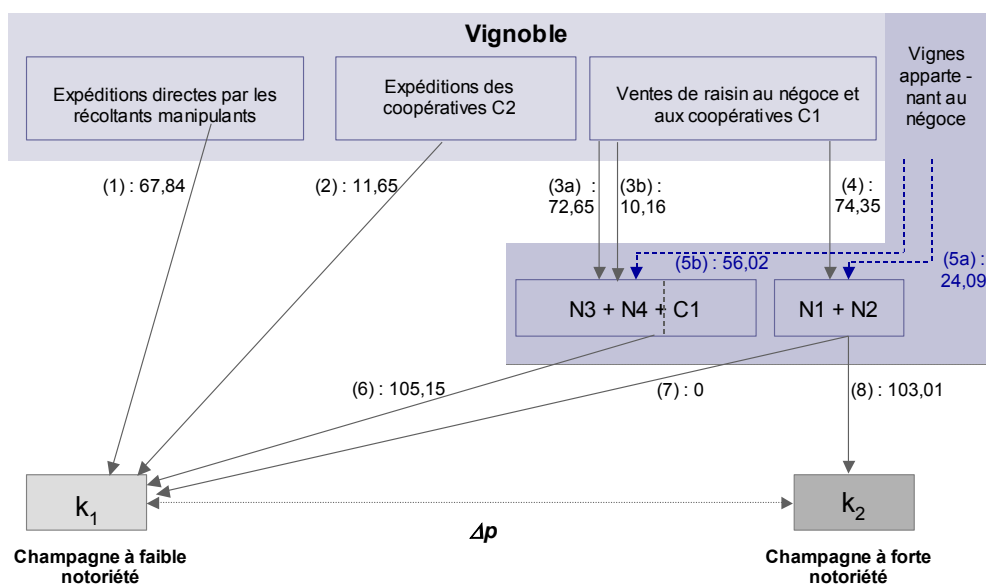 Vignoble
Expéditions directes par les
récoltants manipulants
Expéditions des
coopératives C2
Ventes de raisin au négoce et
aux coopératives C1
Vignes
apparte -
nant au
négoce
(1) : 67,84
(2) : 11,65
(3a) :
72,65
(3b) :
10,16
(4) :
74,35
(5b) : 56,02
(5a) :
24,09
N3 + N4 + C1
N1 + N2
(6) : 105,15
(7) : 0
(8) : 103,01
k1
k2
Δp
Champagne à faible
notoriété
Champagne à forte
notoriété